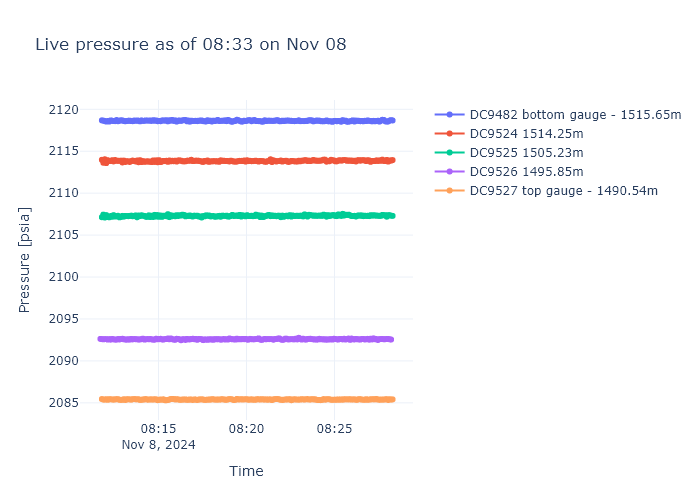 Live pressure as of 08:33 on Nov 08
2120
2115
2110
2105
2100
2095
2090
2085
Pressure [psia]
08:15
08:20
08:25
Nov 8, 2024
Time
DC9482 bottom gauge - 1515.65m
DC9524 1514.25m
DC9525 1505.23m
DC9526 1495.85m
DC9527 top gauge - 1490.54m